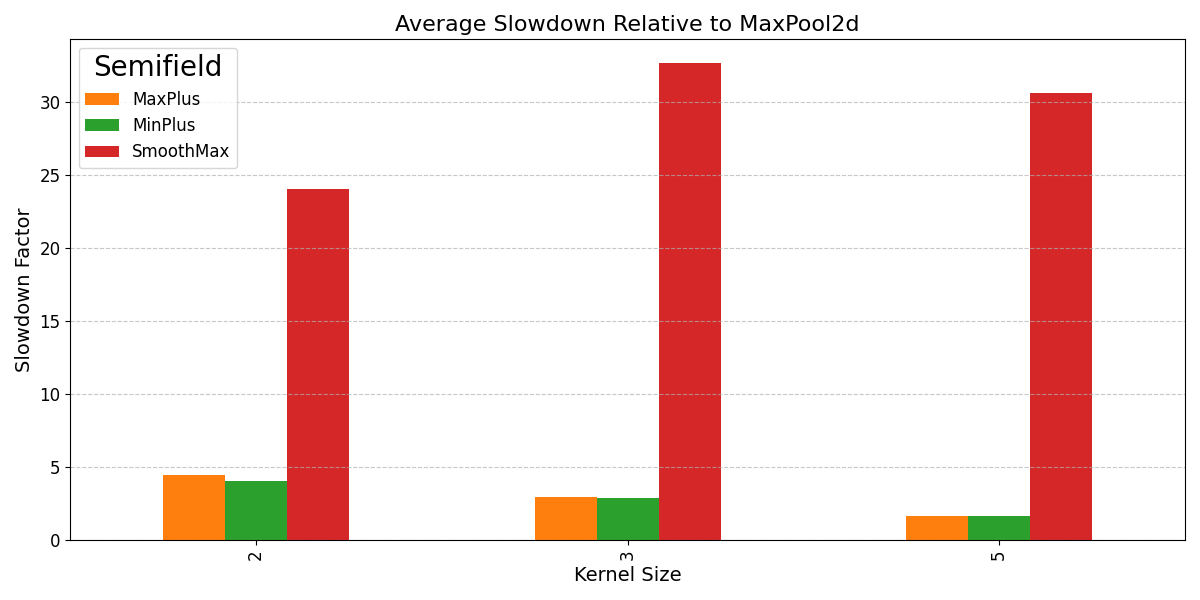 Average Slowdown Relative to MaxPool2d
Semifield
MaxPlus
MinPlus
SmoothMax
Slowdown Factor
30
25
20
15
10
5
0
2
3
5
Kernel Size